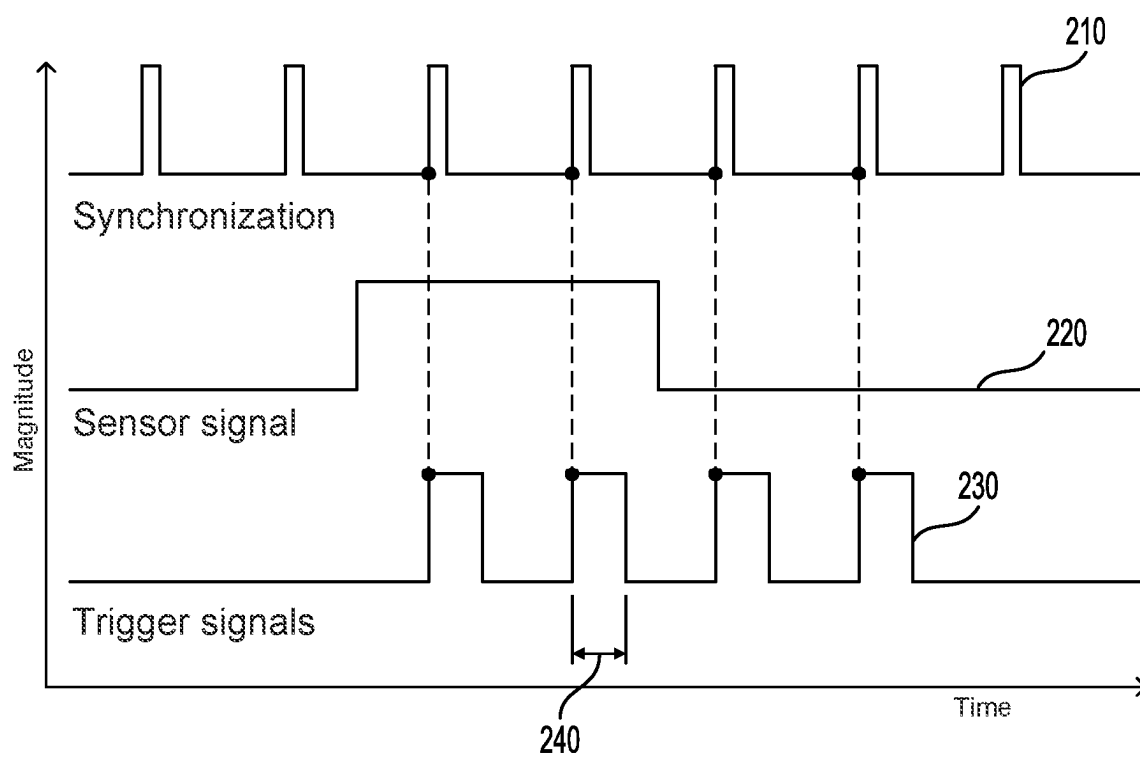 210
Synchronization
220
Sensor signal
Magnitude
230
Trigger signals
Time
240